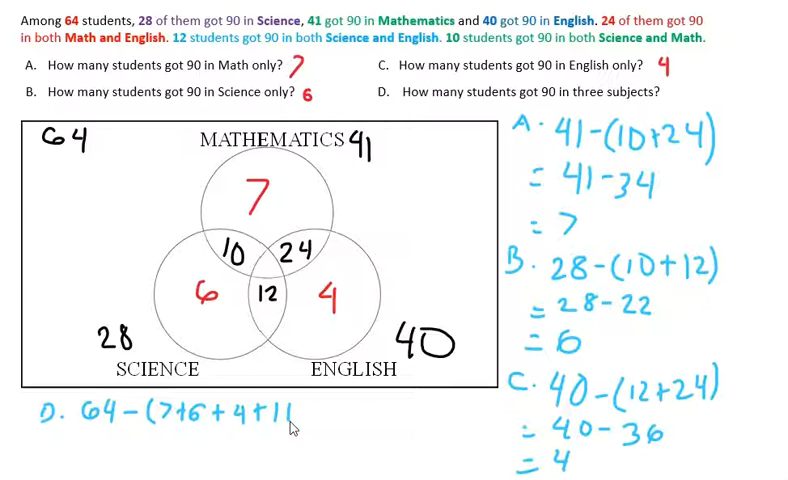 Among 64 students, 28 of them got 90 in Science, 41 got 90 in Mathematics and 40 got 90 in English. 24 of them got 90
in both Math and English. 12 students got 90 in both Science and English. 10 students got 90 in both Science and Math.
A. How many students got 90 in Math only? 7
C. How many students got 90 in English only? 4
B. How many students got 90 in Science only? 6
D. How many students got 90 in three subjects?
64
MATHEMATICS 41
7
10 24
6 12 4
28 40
SCIENCE ENGLISH
A. 41-(10+24)
= 41-34
= 7
B. 28-(10+12)
= 28-22
= 6
C. 40-(12+24)
= 40-36
= 4
D. 64-(7+6+4+1(